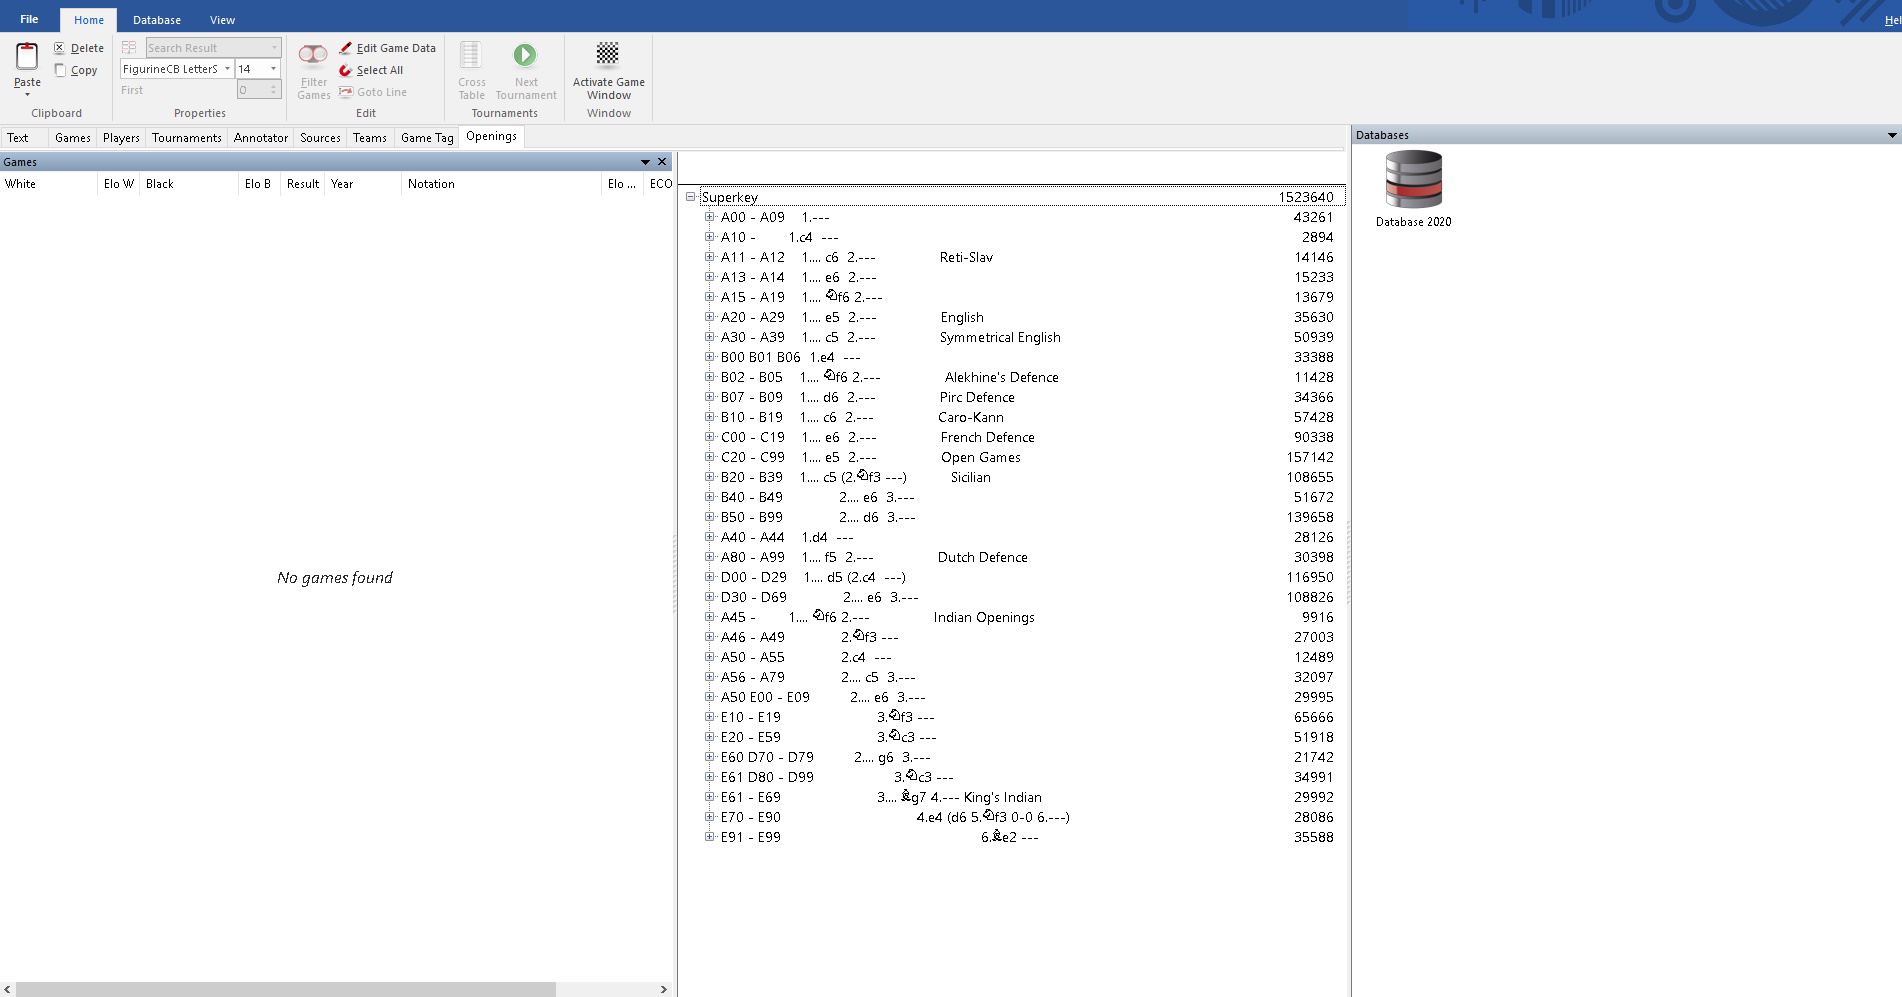 File Home Database View Hel
Paste
Delete
Copy
Clipboard
Search Result
FigurineCB LetterS 14
First 0
Properties
Filter Games
Edit Game Data
Select All
Goto Line
Edit
Cross Table
Next Tournament
Tournaments
Activate Game Window
Window
Text Games Players Tournaments Annotator Sources Teams Game Tag Openings
Games
White Elo W Black Elo B Result Year Notation Elo ... ECO
No games found
Superkey 1523640
A00 - A09 1.--- 43261
A10 - 1.c4 --- 2894
A11 - A12 1.... c6 2.--- Reti-Slav 14146
A13 - A14 1.... e6 2.--- 15233
A15 - A19 1.... ♘f6 2.--- 13679
A20 - A29 1.... e5 2.--- English 35630
A30 - A39 1.... c5 2.--- Symmetrical English 50939
B00 B01 B06 1.e4 --- 33388
B02 - B05 1.... ♘f6 2.--- Alekhine's Defence 11428
B07 - B09 1.... d6 2.--- Pirc Defence 34366
B10 - B19 1.... c6 2.--- Caro-Kann 57428
C00 - C19 1.... e6 2.--- French Defence 90338
C20 - C99 1.... e5 2.--- Open Games 157142
B20 - B39 1.... c5 (2.♘f3 ---) Sicilian 108655
B40 - B49 2.... e6 3.--- 51672
B50 - B99 2.... d6 3.--- 139658
A40 - A44 1.d4 --- 28126
A80 - A99 1.... f5 2.--- Dutch Defence 30398
D00 - D29 1.... d5 (2.c4 ---) 116950
D30 - D69 2.... e6 3.--- 108826
A45 - 1.... ♘f6 2.--- Indian Openings 9916
A46 - A49 2.♘f3 --- 27003
A50 - A55 2.c4 --- 12489
A56 - A79 2.... c5 3.--- 32097
A50 E00 - E09 2.... e6 3.--- 29995
E10 - E19 3.♘f3 --- 65666
E20 - E59 3.♘c3 --- 51918
E60 D70 - D79 2.... g6 3.--- 21742
E61 D80 - D99 3.♘c3 --- 34991
E61 - E69 3.... ♗g7 4.--- King's Indian 29992
E70 - E90 4.e4 (d6 5.♘f3 0-0 6.---) 28086
E91 - E99 6.♗e2 --- 35588
Databases
Database 2020